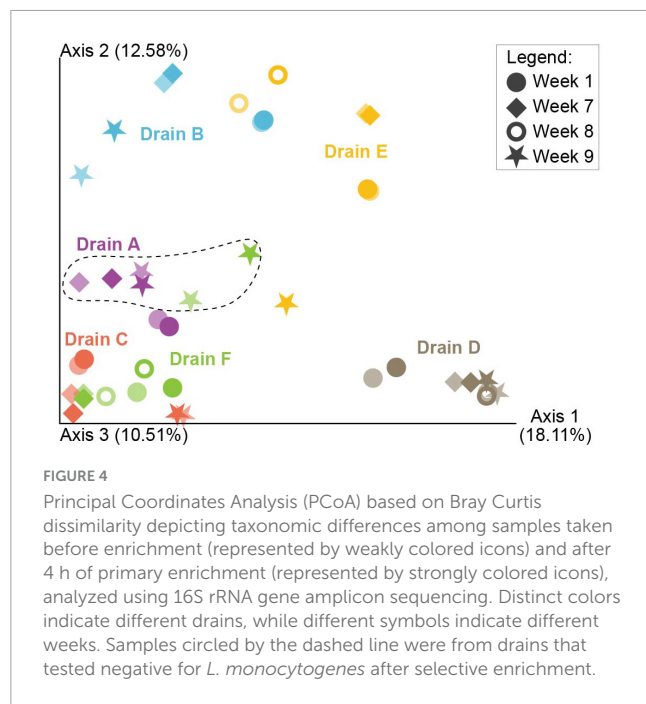 Axis 2 (12.58%)
Legend:
Week 1
Week 7
Week 8
Week 9
Drain B
Drain E
Drain A
Drain C
Drain F
Drain D
Axis 1
(18.11%)
Axis 3 (10.51%)
FIGURE 4
Principal Coordinates Analysis (PCoA) based on Bray Curtis
dissimilarity depicting taxonomic differences among samples taken
before enrichment (represented by weakly colored icons) and after
4 h of primary enrichment (represented by strongly colored icons),
analyzed using 16S rRNA gene amplicon sequencing. Distinct colors
indicate different drains, while different symbols indicate different
weeks. Samples circled by the dashed line were from drains that
tested negative for L. monocytogenes after selective enrichment.